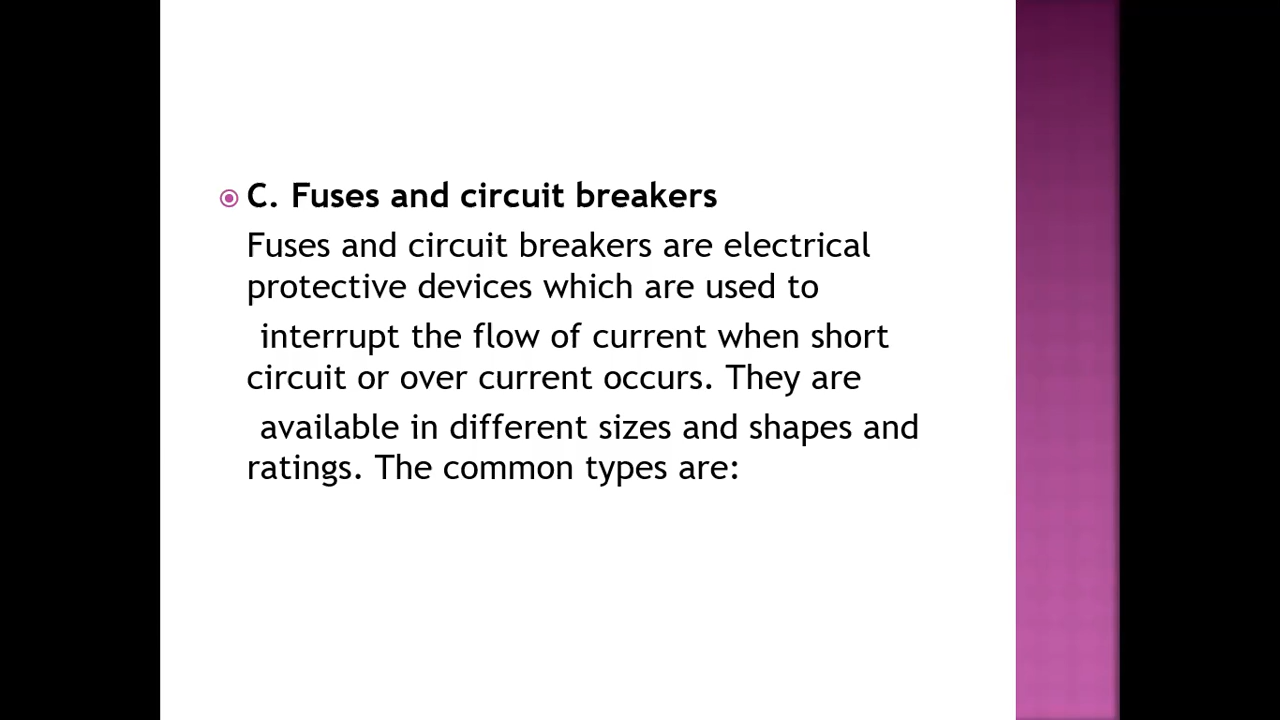 C. Fuses and circuit breakers
Fuses and circuit breakers are electrical
protective devices which are used to
interrupt the flow of current when short
circuit or over current occurs. They are
available in different sizes and shapes and
ratings. The common types are: